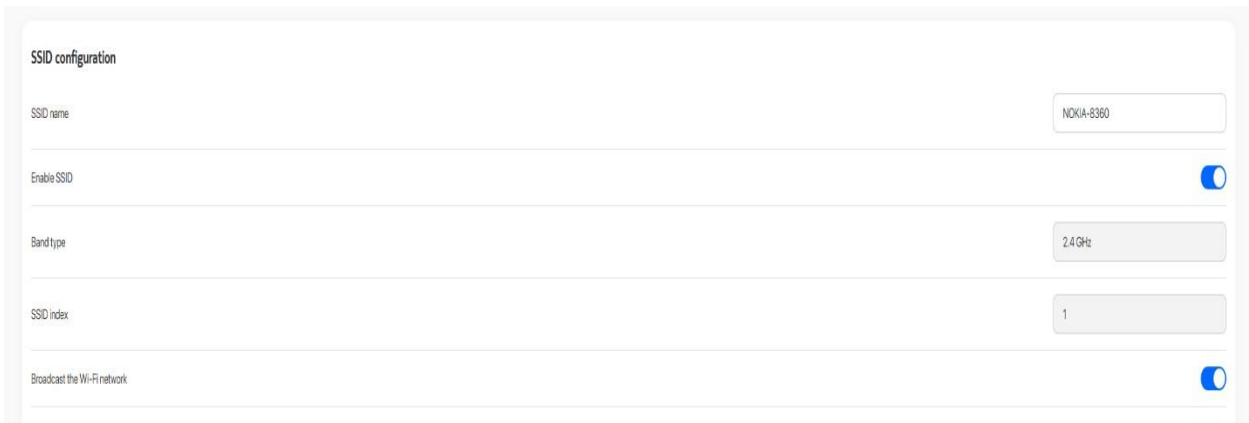 SSID configuration
SSID name
NOKIA-8360
Enable SSID
Band type
2.4 GHz
SSID index
1
Broadcast the Wi-Fi network